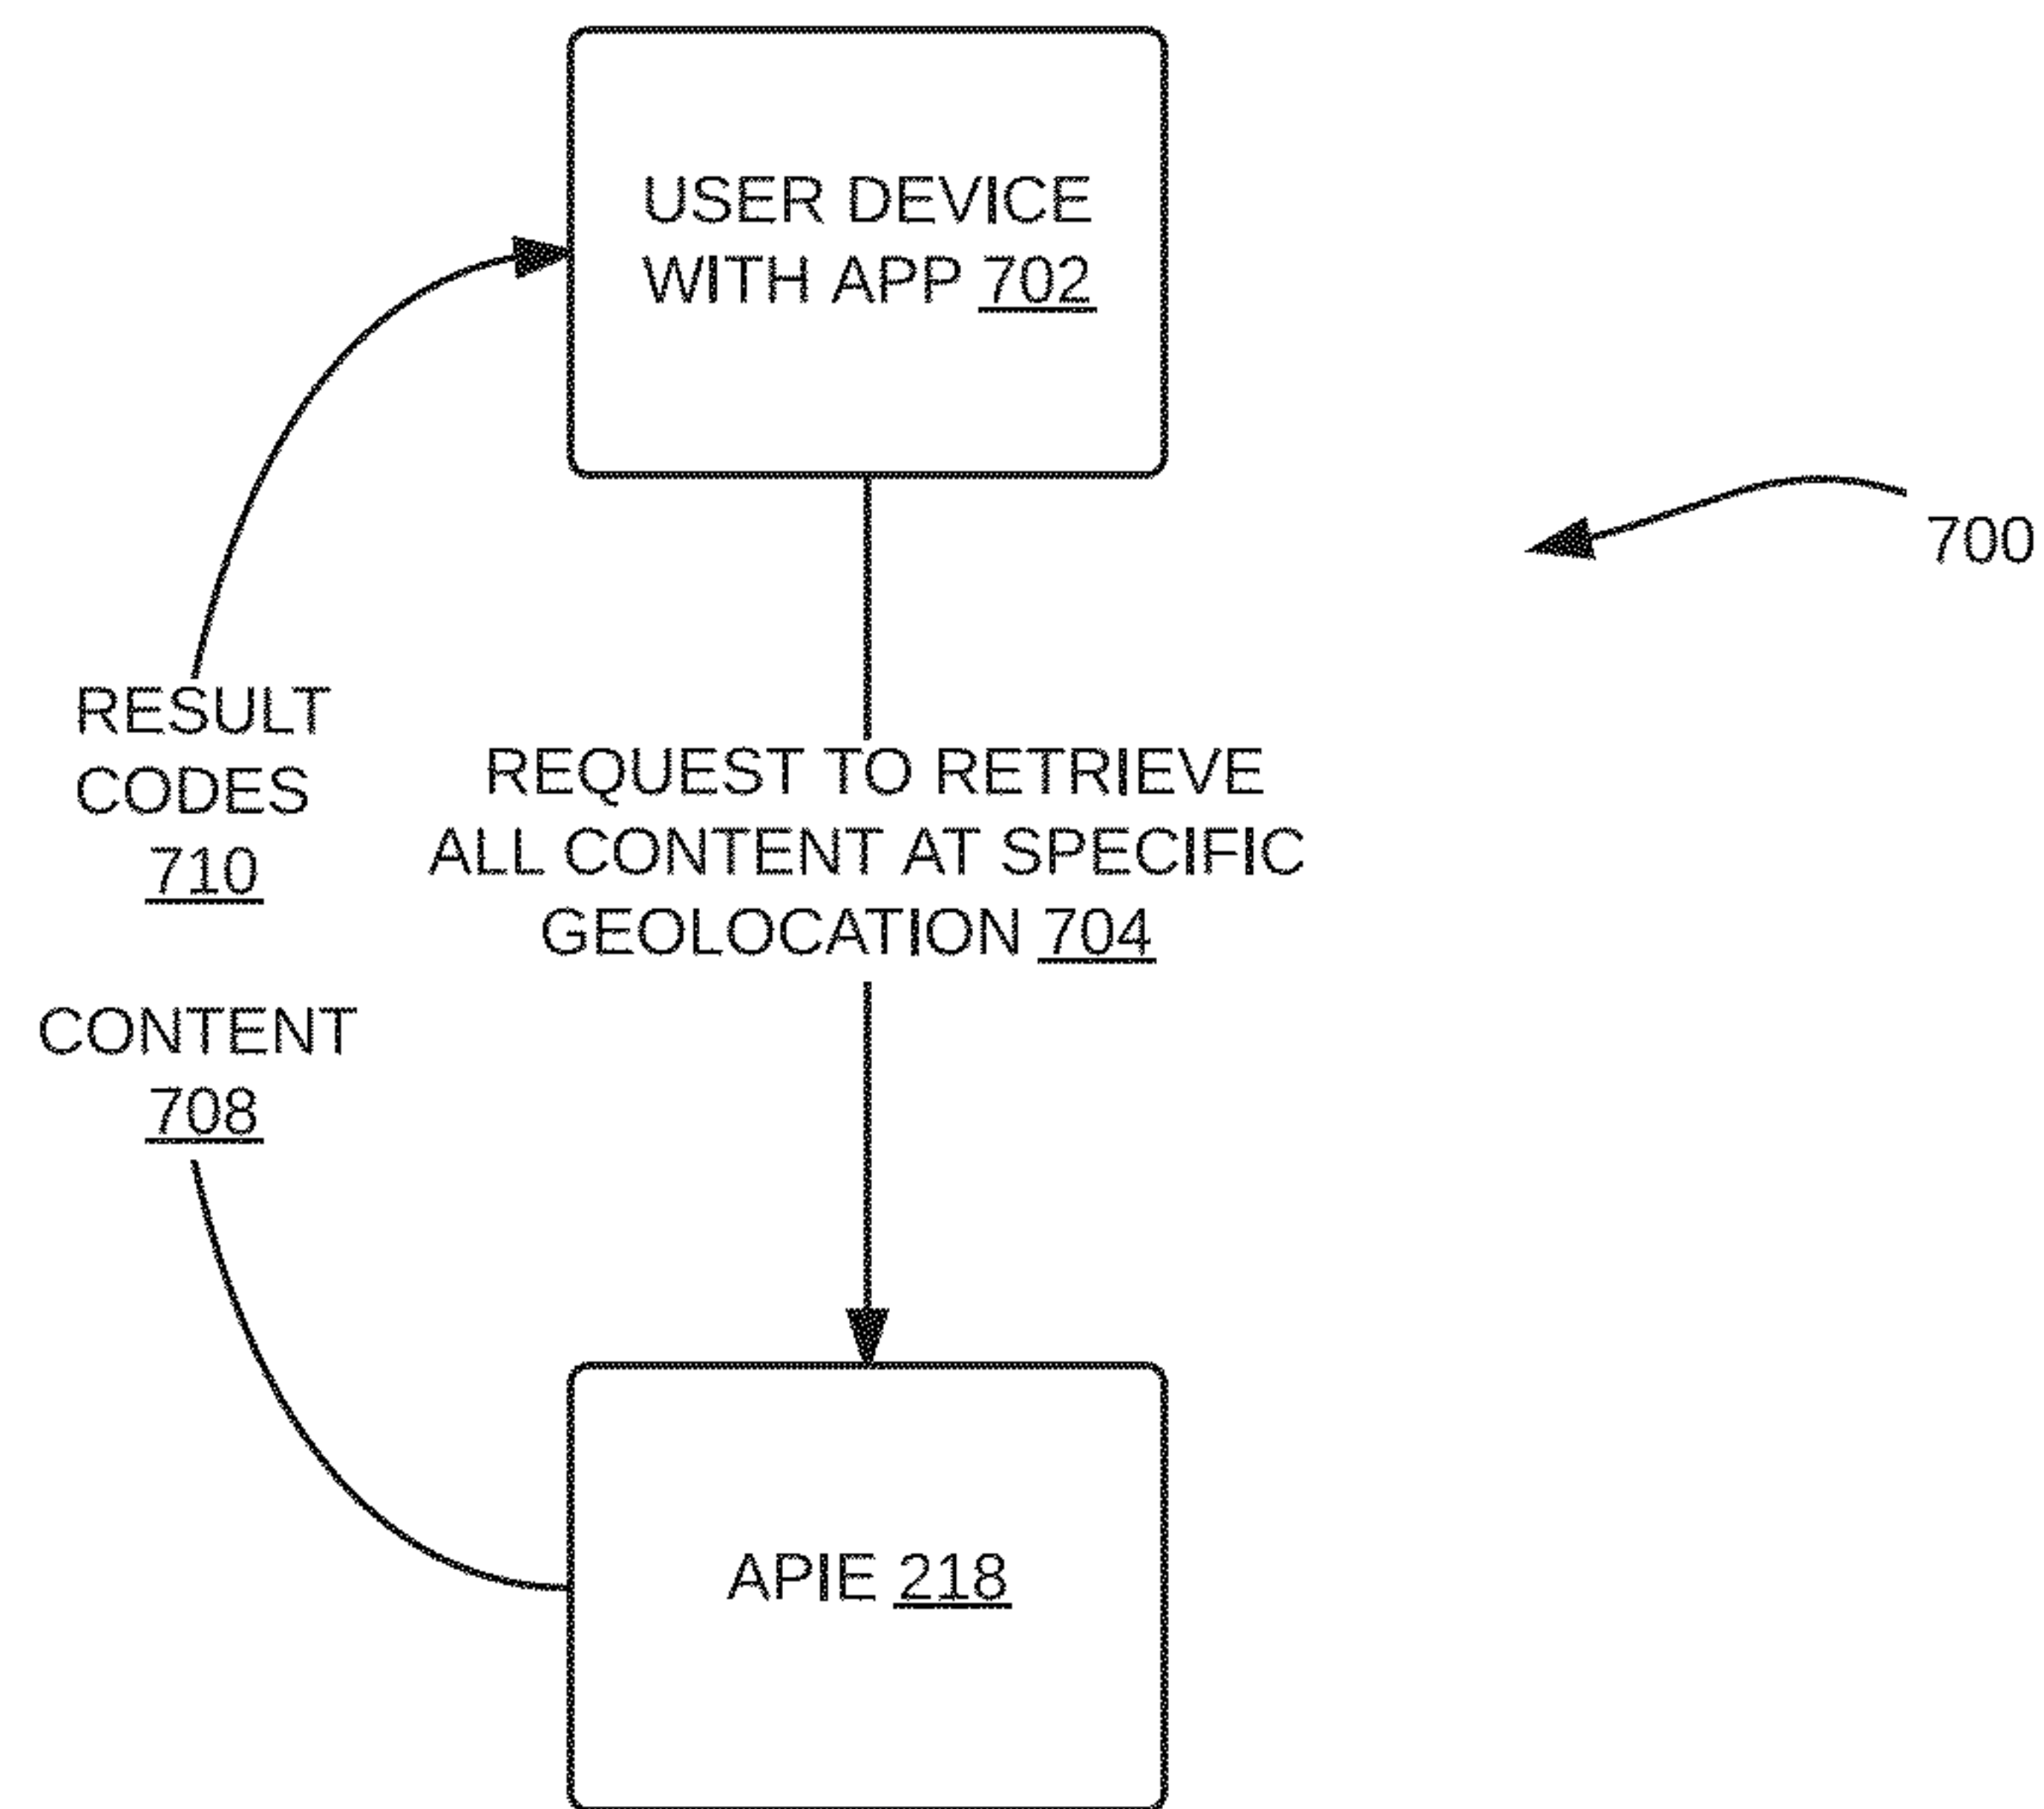 USER DEVICE
WITH APP 702
700
RESULT
CODES
710
REQUEST TO RETRIEVE
ALL CONTENT AT SPECIFIC
GEOLOCATION 704
CONTENT
708
APIE 218